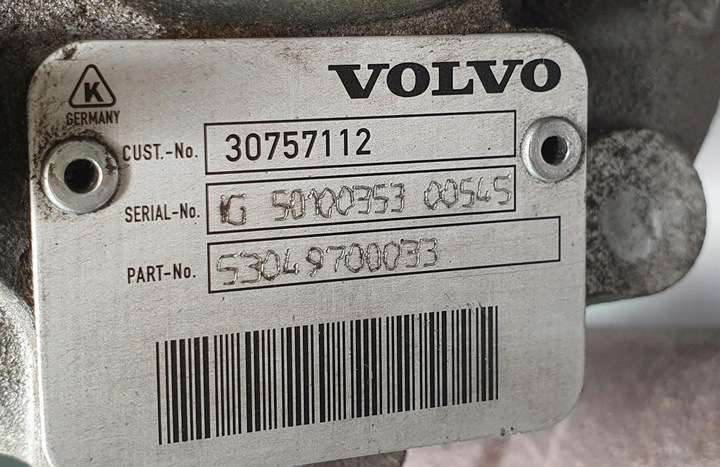 VOLVO
K
GERMANY
CUST.-No. 30757112
SERIAL-No. KG 50100353 00545
PART-No. 53049700033